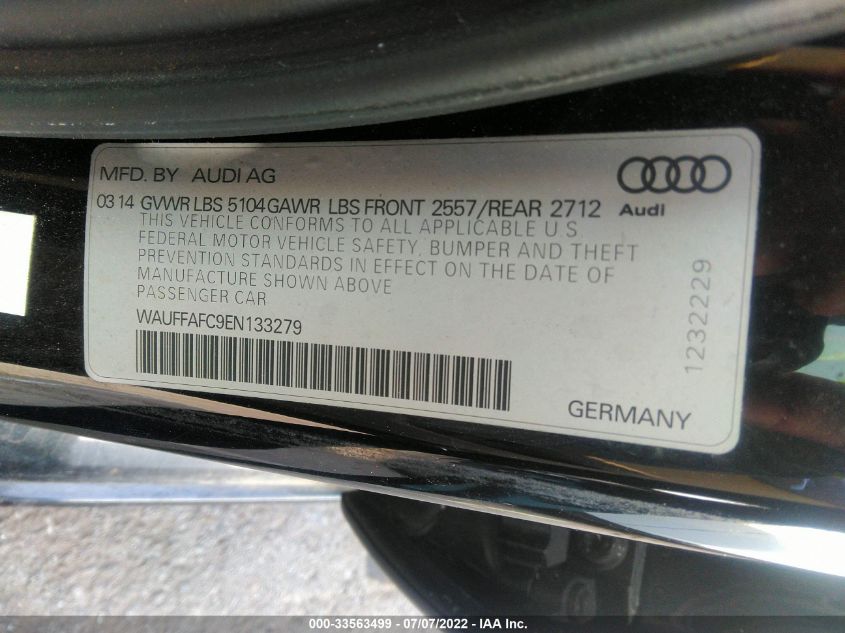 MFD. BY AUDI AG
Audi
03 14 GVWR LBS 5104 GAWR LBS FRONT 2557/REAR 2712
THIS VEHICLE CONFORMS TO ALL APPLICABLE U S
FEDERAL MOTOR VEHICLE SAFETY, BUMPER AND THEFT
PREVENTION STANDARDS IN EFFECT ON THE DATE OF
MANUFACTURE SHOWN ABOVE
PASSENGER CAR
WAUFFAFC9EN133279
1232229
GERMANY
000-33563499 - 07/07/2022 - IAA Inc.